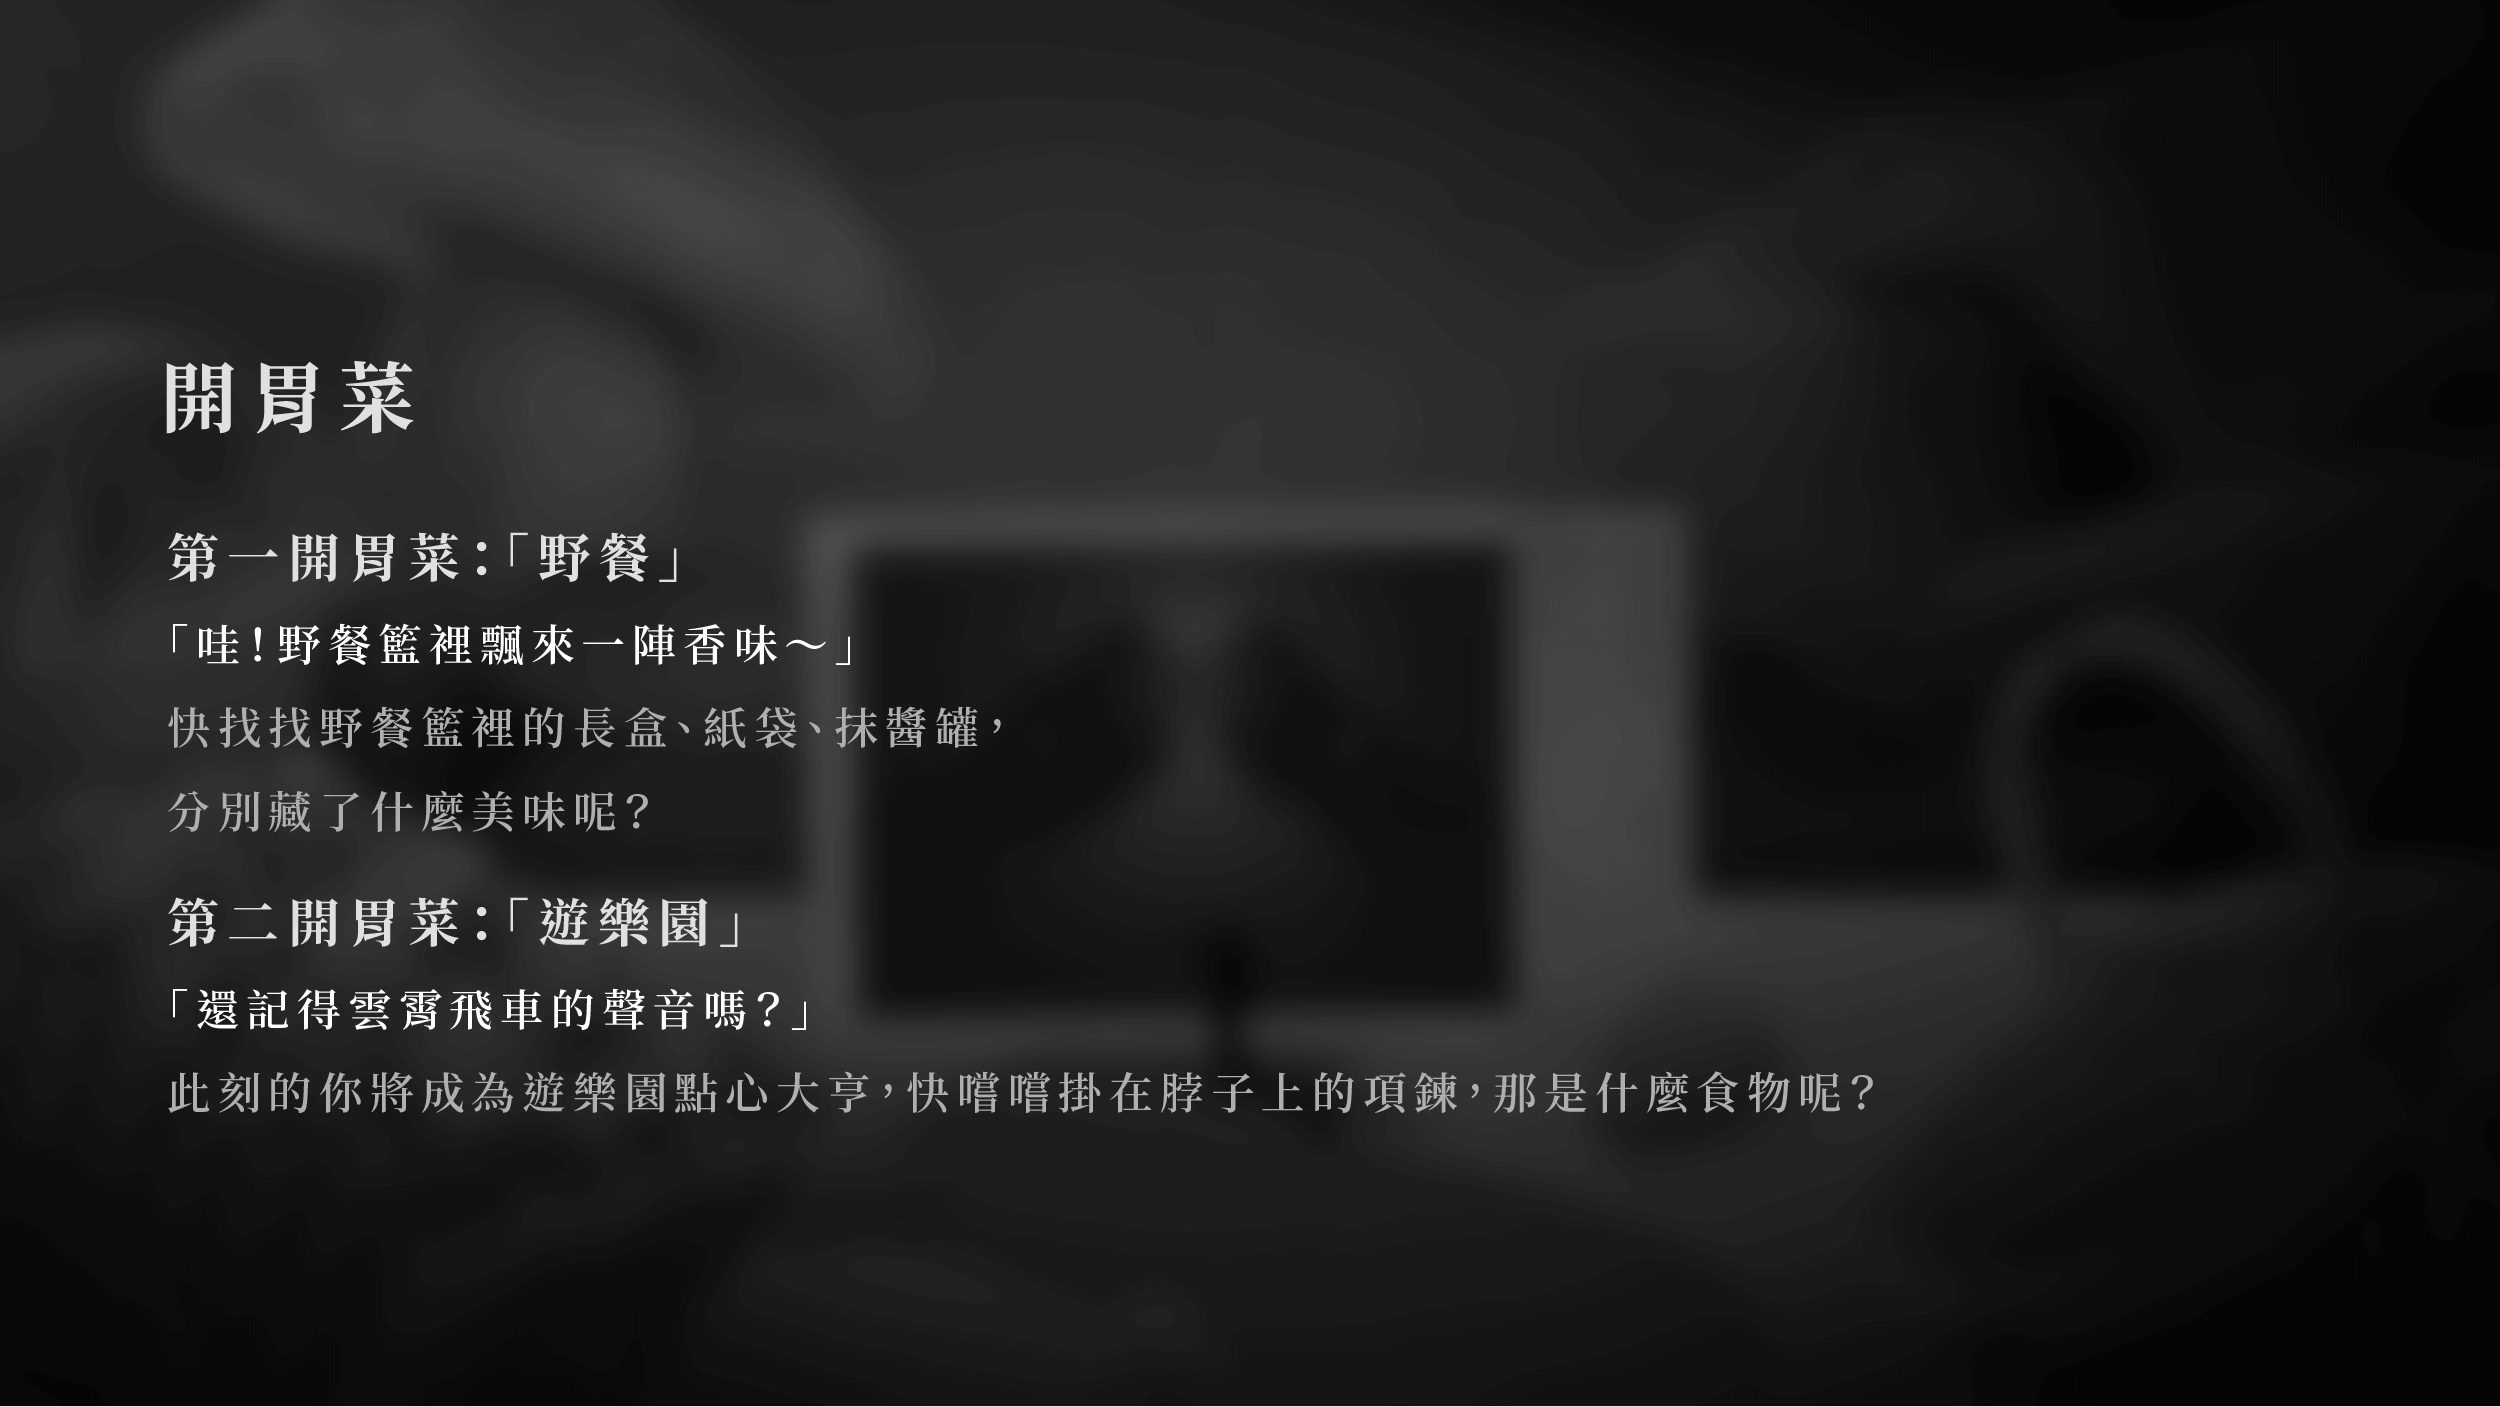 開胃菜
第一開胃菜：「野餐」
「哇！野餐籃裡飄來一陣香味～」
快找找野餐籃裡的長盒、紙袋、抹醬罐，
分別藏了什麼美味呢？
第二開胃菜：「遊樂園」
「還記得雲霄飛車的聲音嗎？」
此刻的你將成為遊樂園點心大亨，快嚐嚐掛在脖子上的項鍊，那是什麼食物呢？